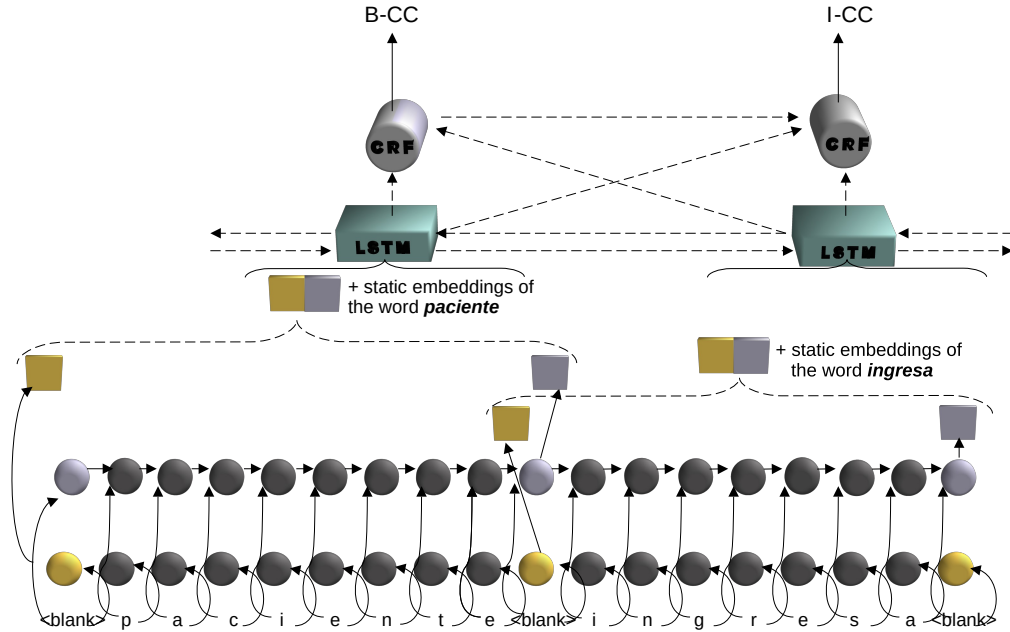 B-CC I-CC
CRF CRF
LSTM LSTM
+ static embeddings of
the word paciente
+ static embeddings of
the word ingresa
<blank> p a c i e n t e <blank> i n g r e s a <blank>